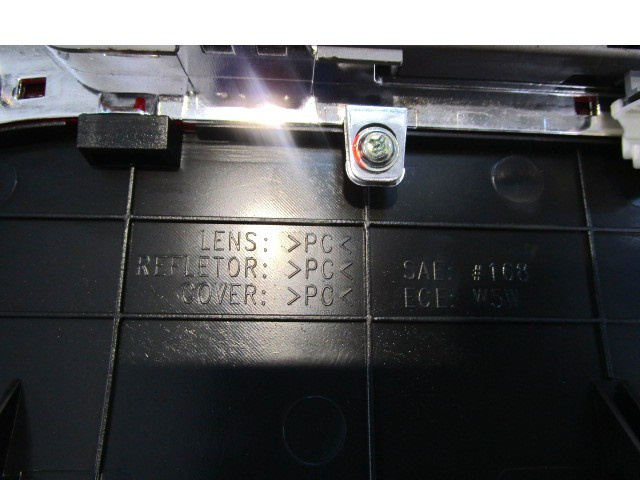 LENS: >PC<
REFLETOR: >PC<
COVER: >PC<
SAE: #168
ECE: W5W